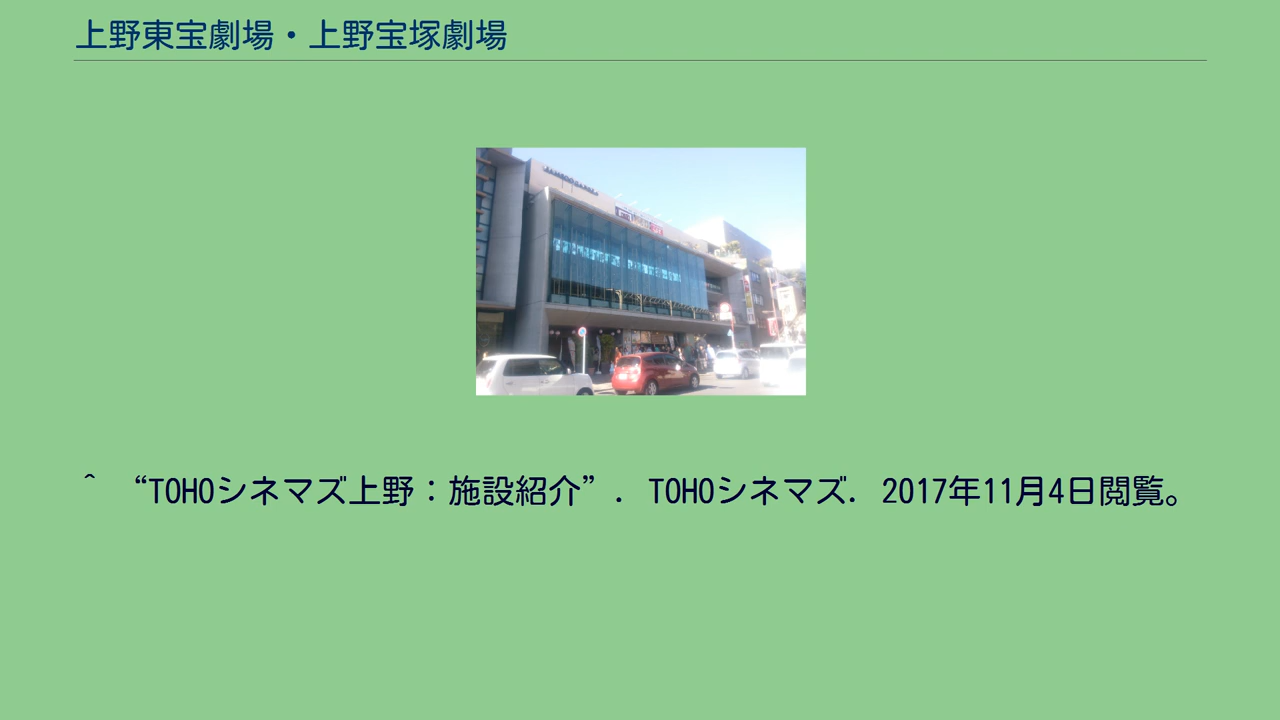 上野東宝劇場・上野宝塚劇場
BAMBOO GARDEN
^ “TOHOシネマズ上野：施設紹介”. TOHOシネマズ. 2017年11月4日閲覧。